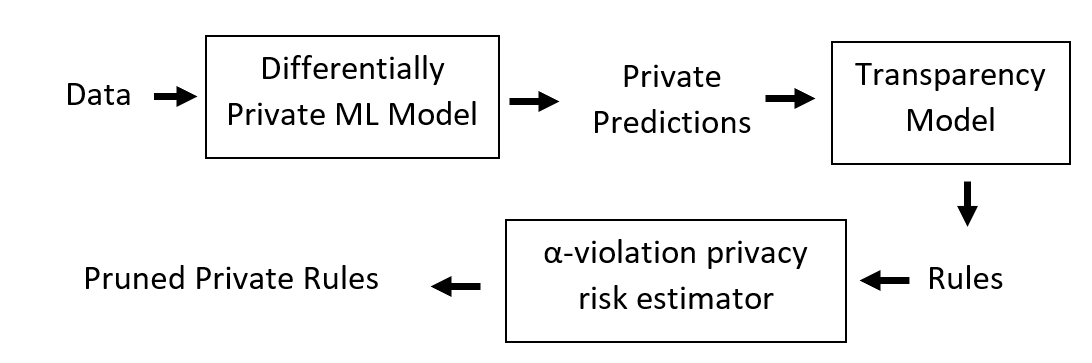 Data
Differentially
Private ML Model
Private
Predictions
Transparency
Model
Rules
α-violation privacy
risk estimator
Pruned Private Rules